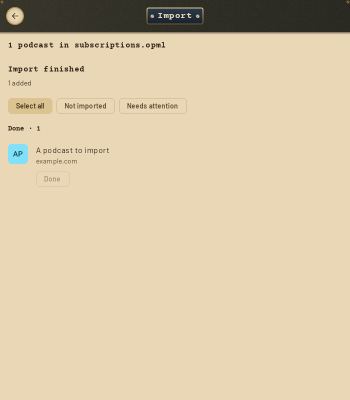 Import
1 podcast in subscriptions.opml
Import finished
1 added
Select all
Not imported
Needs attention
Done · 1
AP
A podcast to import
example.com
Done